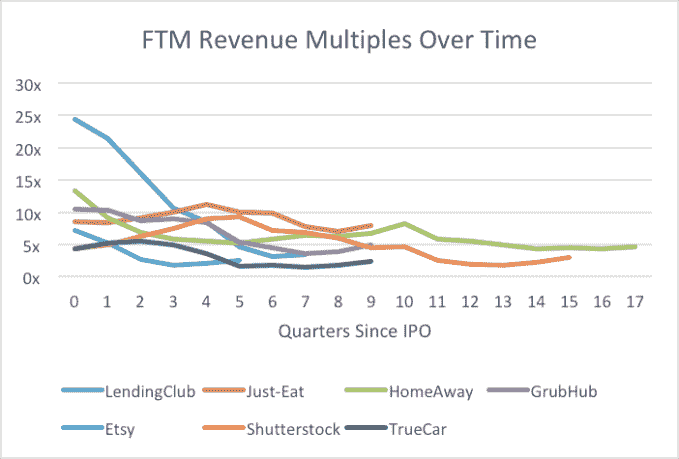 FTM Revenue Multiples Over Time
30x
25x
20x
15x
10x
5x
0x
0 1 2 3 4 5 6 7 8 9 10 11 12 13 14 15 16 17
Quarters Since IPO
LendingClub Just-Eat HomeAway GrubHub
Etsy Shutterstock TrueCar